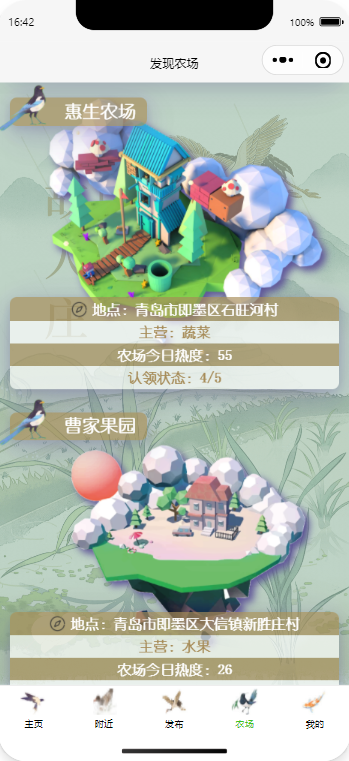 16:42
100%
发现农场
惠生农场
地点：青岛市即墨区石旺河村
主营：蔬菜
农场今日热度：55
认领状态：4/5
曹家果园
地点：青岛市即墨区大信镇新胜庄村
主营：水果
农场今日热度：26
主页
附近
发布
农场
我的